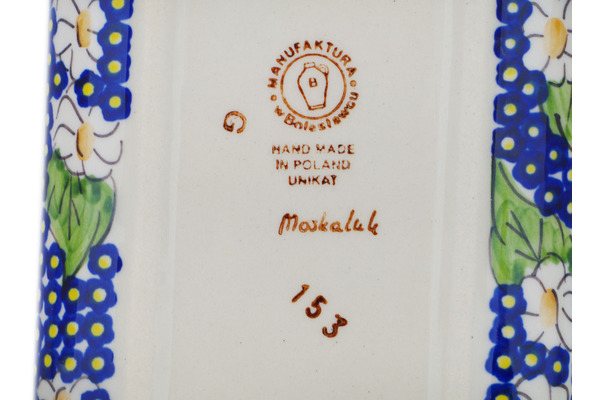 MANUFAKTURA
w Bolesławcu
B
G
HAND MADE
IN POLAND
UNIKAT
Moskaluk
153